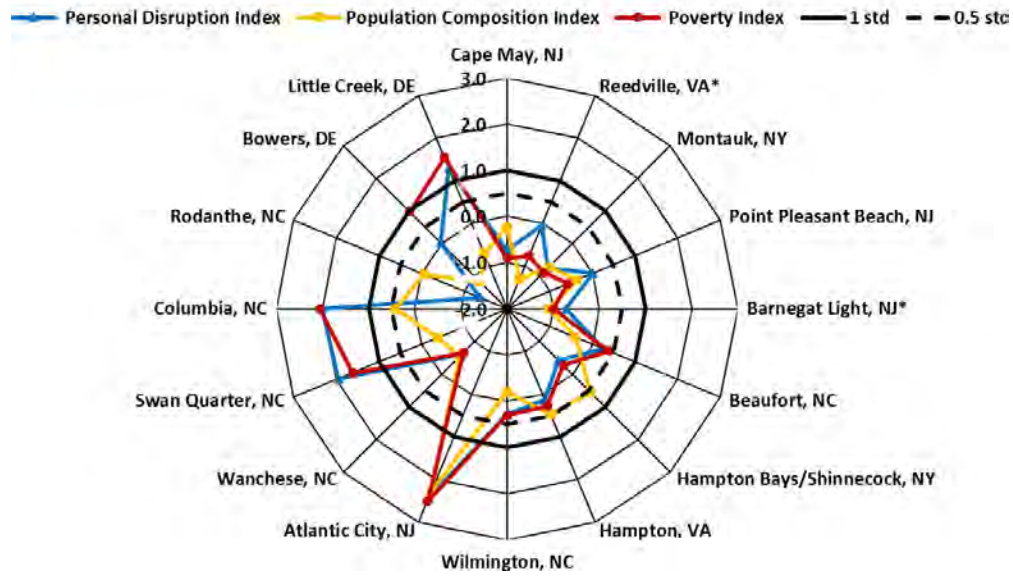 Personal Disruption Index Population Composition Index Poverty Index 1 std 0.5 std
Cape May, NJ
Little Creek, DE 3.0 Reedville, VA*
Bowers, DE 2.0 Montauk, NY
1.0
Rodanthe, NC 0.0 Point Pleasant Beach, NJ
-1.0
Columbia, NC -2.0 Barnegat Light, NJ*
Swan Quarter, NC Beaufort, NC
Wanchese, NC Hampton Bays/Shinnecock, NY
Atlantic City, NJ Hampton, VA
Wilmington, NC